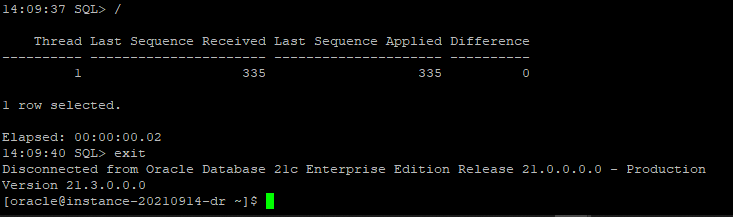 14:09:37 SQL> /
Thread Last Sequence Received Last Sequence Applied Difference
---------- ---------------------- --------------------- ----------
1 335 335 0
1 row selected.
Elapsed: 00:00:00.02
14:09:40 SQL> exit
Disconnected from Oracle Database 21c Enterprise Edition Release 21.0.0.0.0 - Production
Version 21.3.0.0.0
[oracle@instance-20210914-dr ~]$